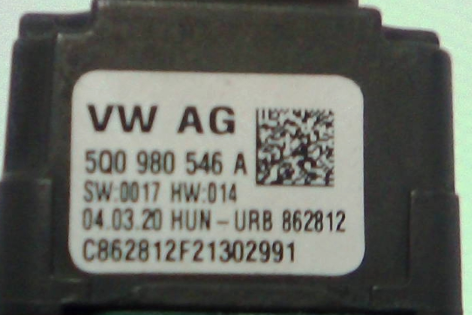 VW AG
5Q0 980 546 A
SW:0017 HW:014
04.03.20 HUN-URB 862812
C862812F21302991